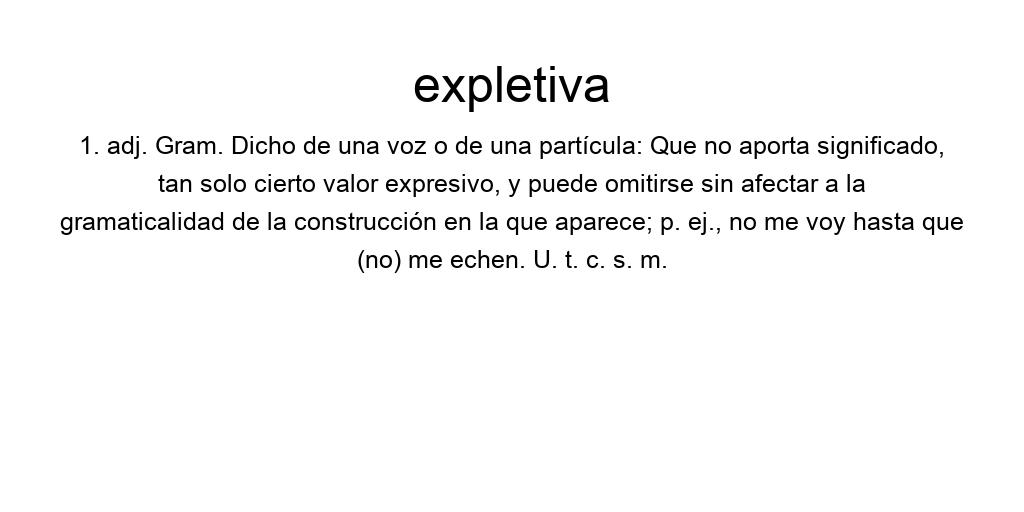 expletiva
1. adj. Gram. Dicho de una voz o de una partícula: Que no aporta significado,
tan solo cierto valor expresivo, y puede omitirse sin afectar a la
gramaticalidad de la construcción en la que aparece; p. ej., no me voy hasta que
(no) me echen. U. t. c. s. m.